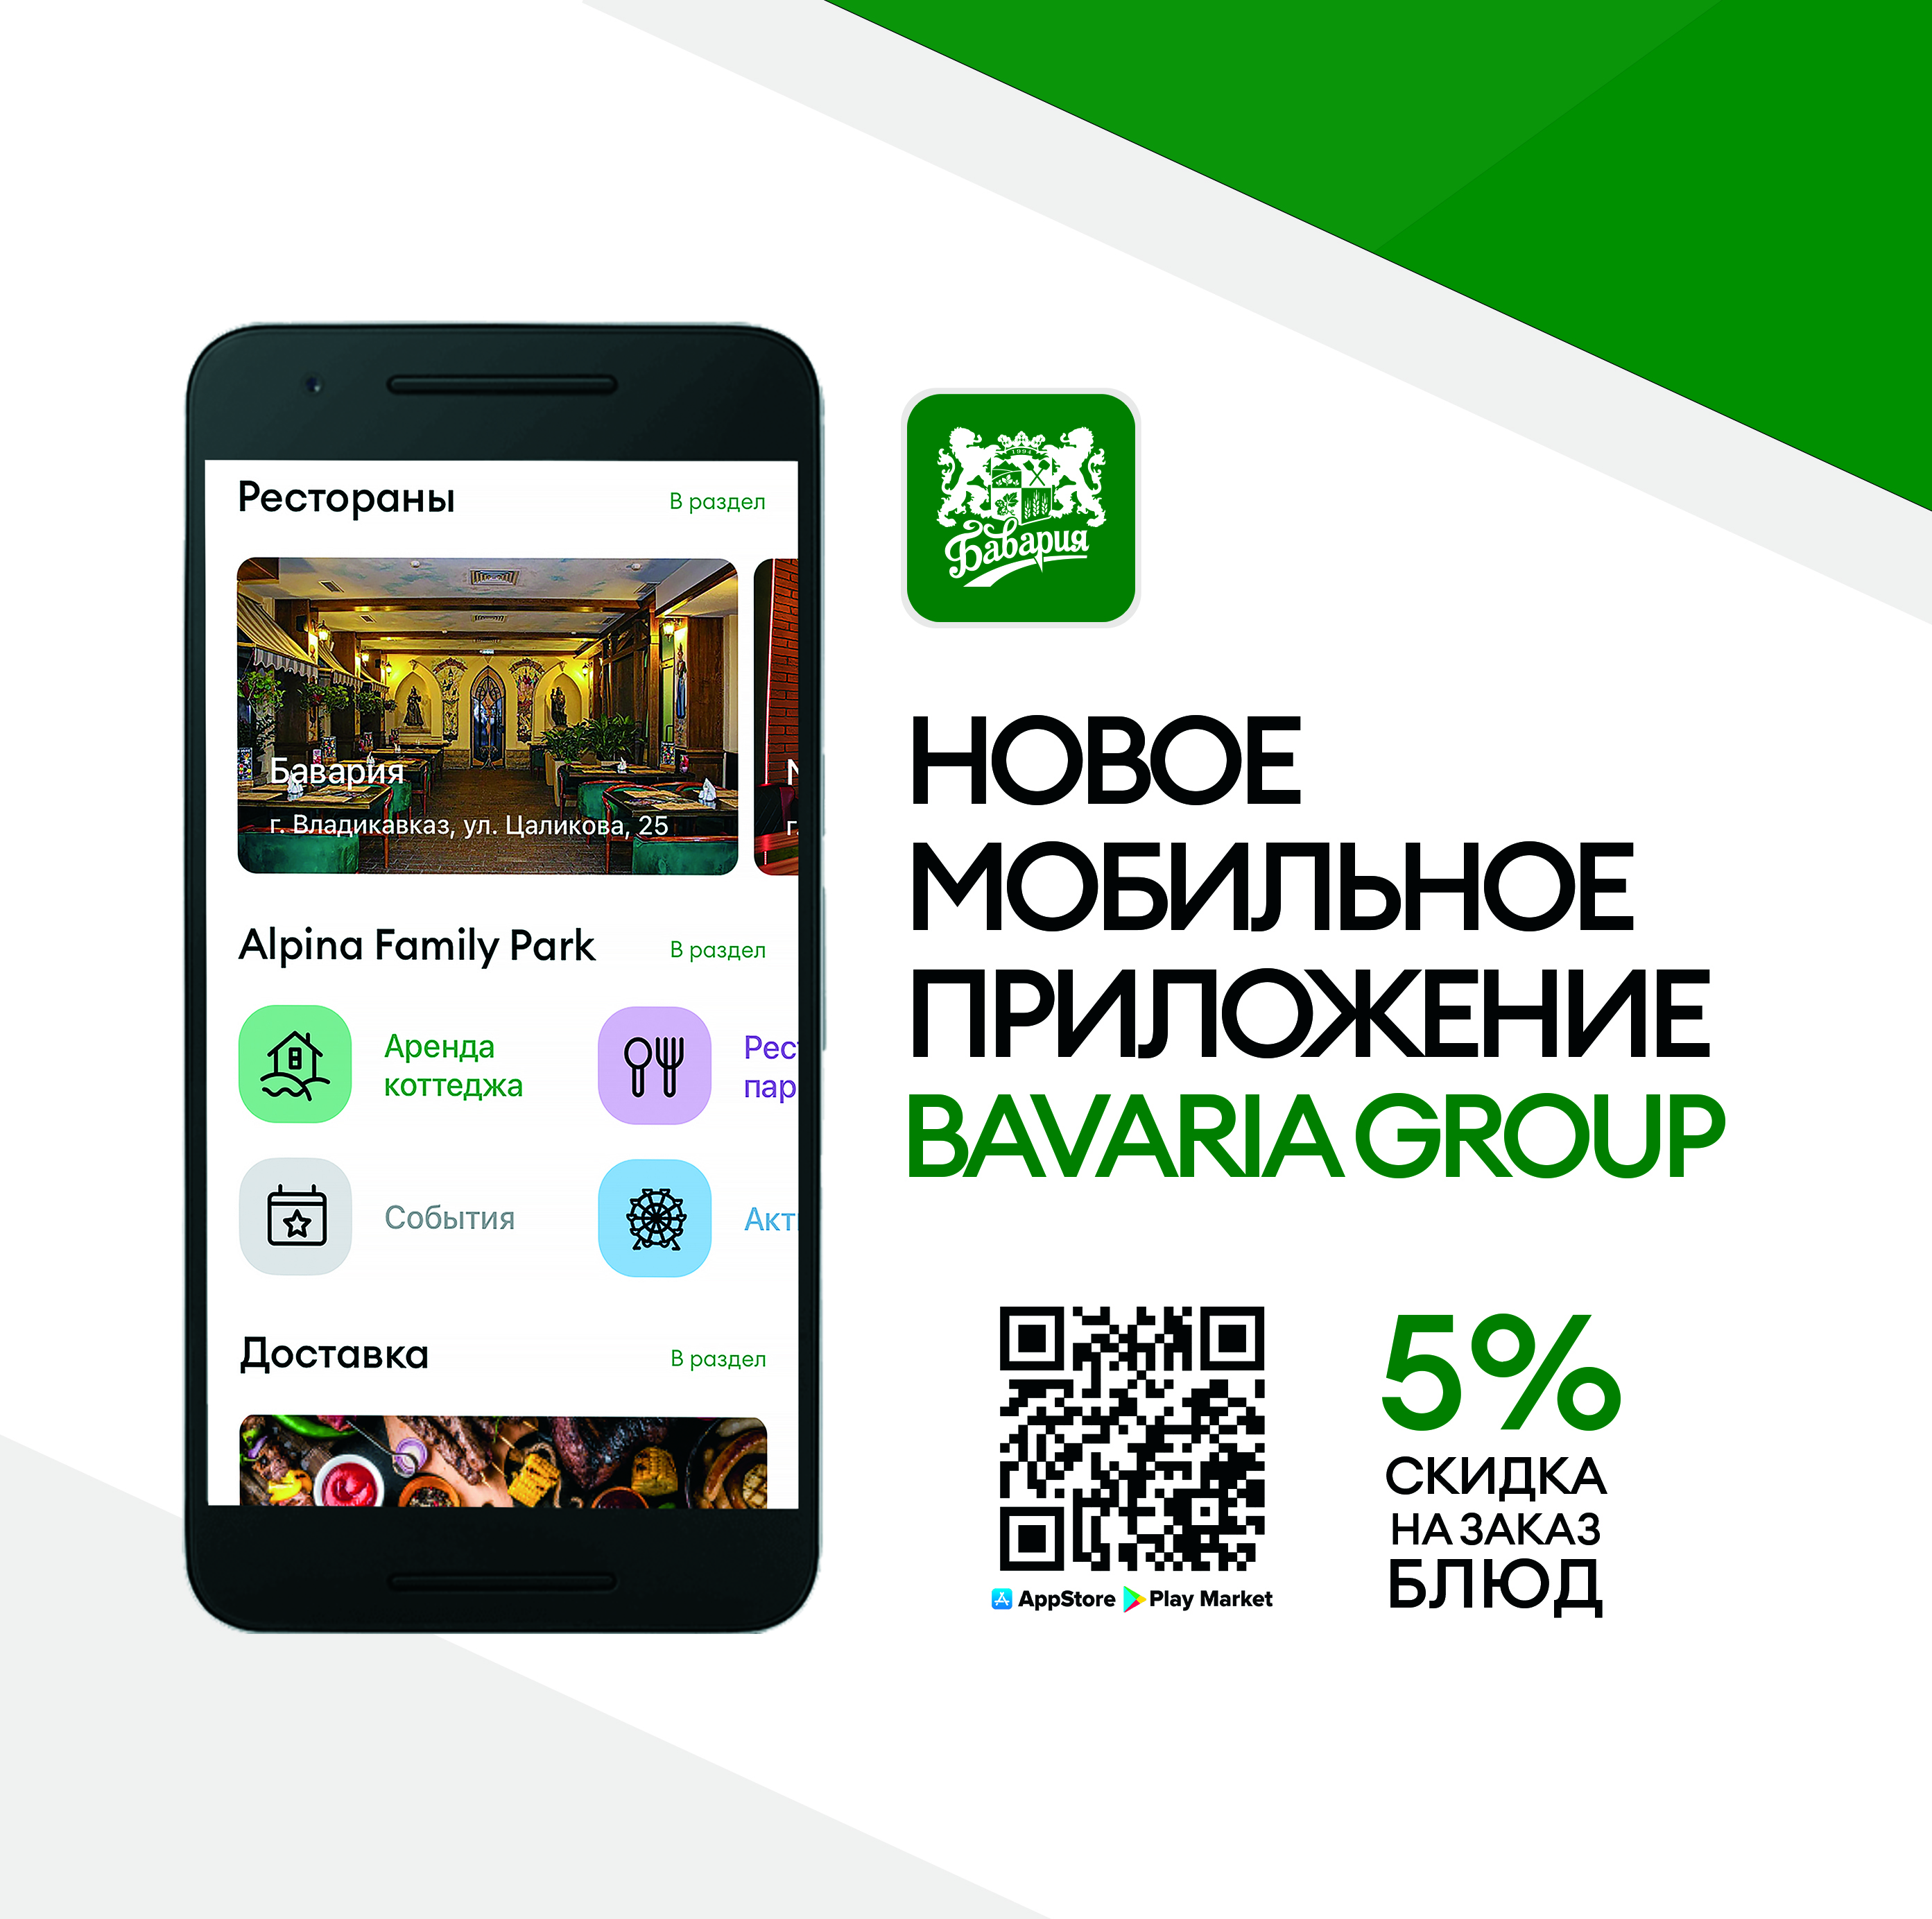 Рестораны
В раздел
Бавария
г. Владикавказ, ул. Цаликова, 25
Alpina Family Park
В раздел
Аренда
коттеджа
События
Доставка
В раздел
1994
Бавария
НОВОЕ
МОБИЛЬНОЕ
ПРИЛОЖЕНИЕ
BAVARIA GROUP
AppStore Play Market
5%
СКИДКА
НА ЗАКАЗ
БЛЮД